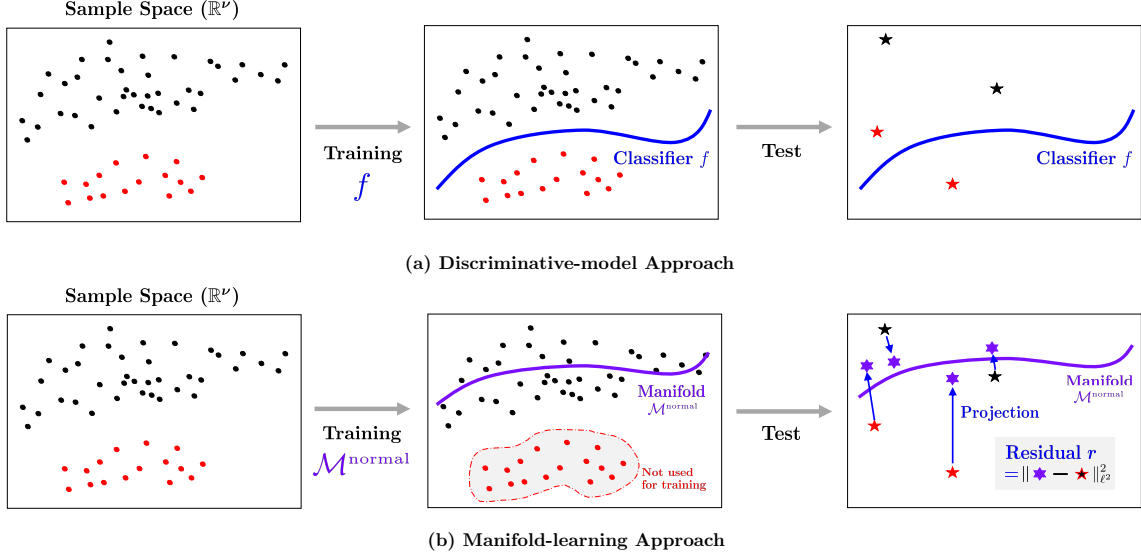 Sample Space (ℝ^ν)
Training
f
Classifier f
Test
Classifier f
(a) Discriminative-model Approach
Sample Space (ℝ^ν)
Training
ℳ^normal
Manifold
ℳ^normal
Not used
for training
Test
Manifold
ℳ^normal
Projection
Residual r
=‖✶ − ★‖²_ℓ²
(b) Manifold-learning Approach